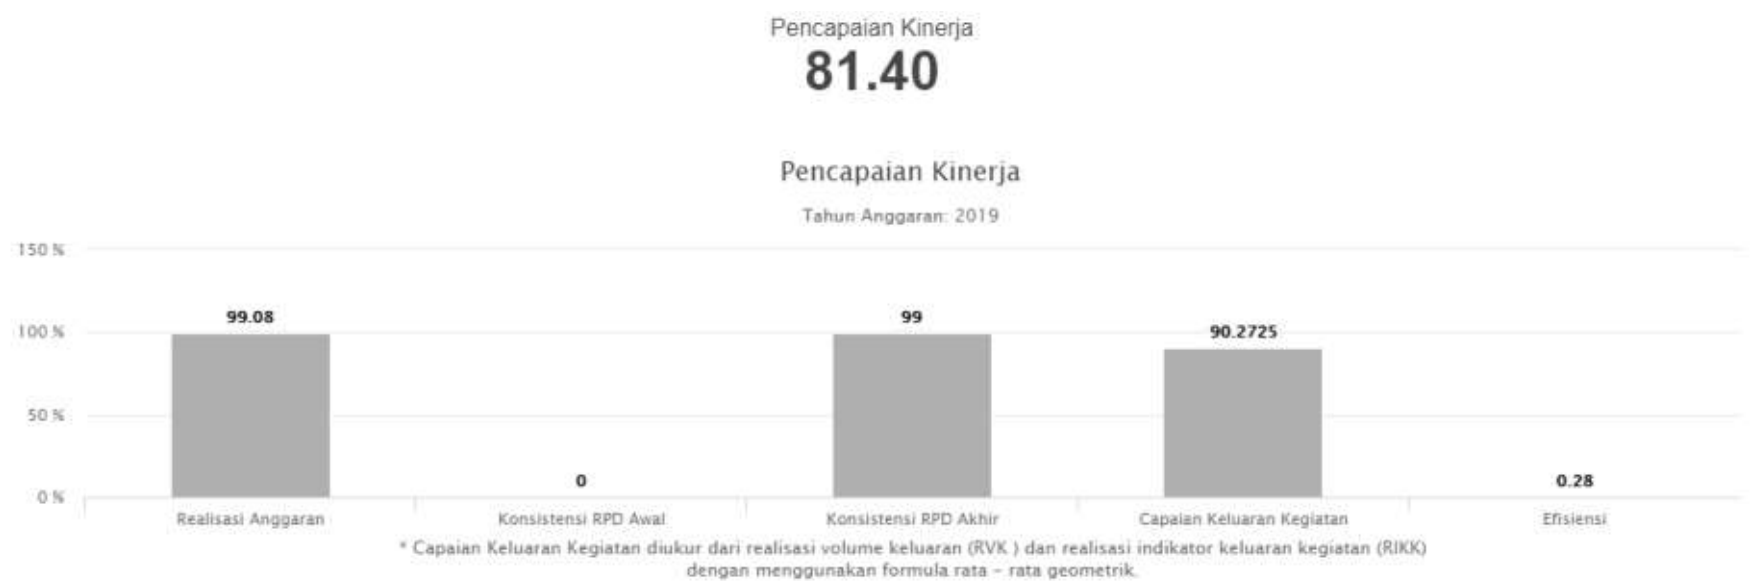 Pencapaian Kinerja
81.40
Pencapaian Kinerja
Tahun Anggaran: 2019
150 %
100 %
50 %
0 %
99.08
0
99
90.2725
0.28
Realisasi Anggaran
Konsistensi RPD Awal
Konsistensi RPD Akhir
Capaian Keluaran Kegiatan
Efisiensi
* Capaian Keluaran Kegiatan diukur dari realisasi volume keluaran (RVK ) dan realisasi indikator keluaran kegiatan (RIKK)
dengan menggunakan formula rata - rata geometrik.